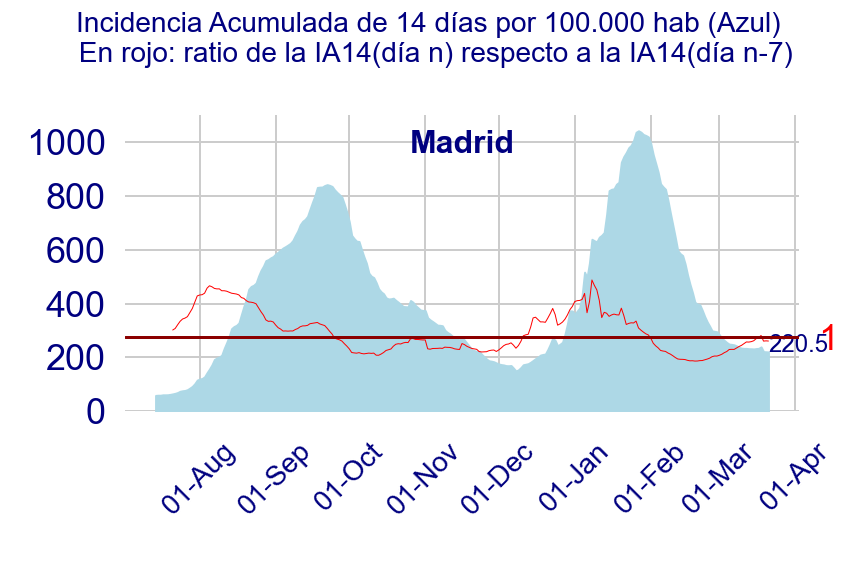 Incidencia Acumulada de 14 días por 100.000 hab (Azul)
En rojo: ratio de la IA14(día n) respecto a la IA14(día n-7)
Madrid
1000
800
600
400
200
0
220.5
1
01-Aug
01-Sep
01-Oct
01-Nov
01-Dec
01-Jan
01-Feb
01-Mar
01-Apr